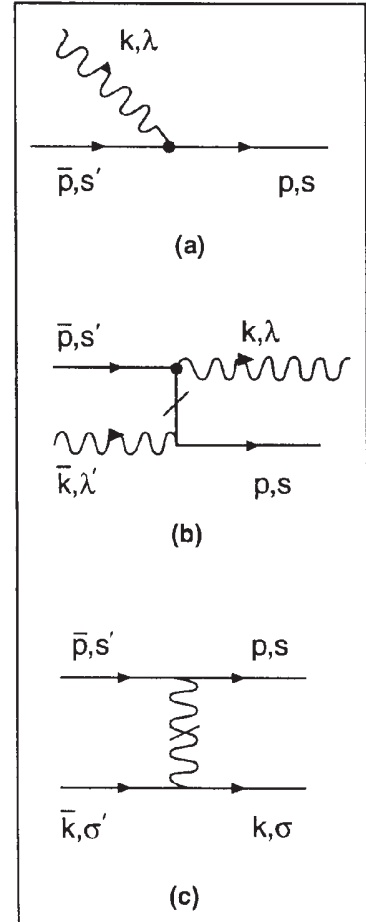 k,λ
p̄,s′ p,s
(a)
p̄,s′ k,λ
k̄,λ′ p,s
(b)
p̄,s′ p,s
k̄,σ′ k,σ
(c)